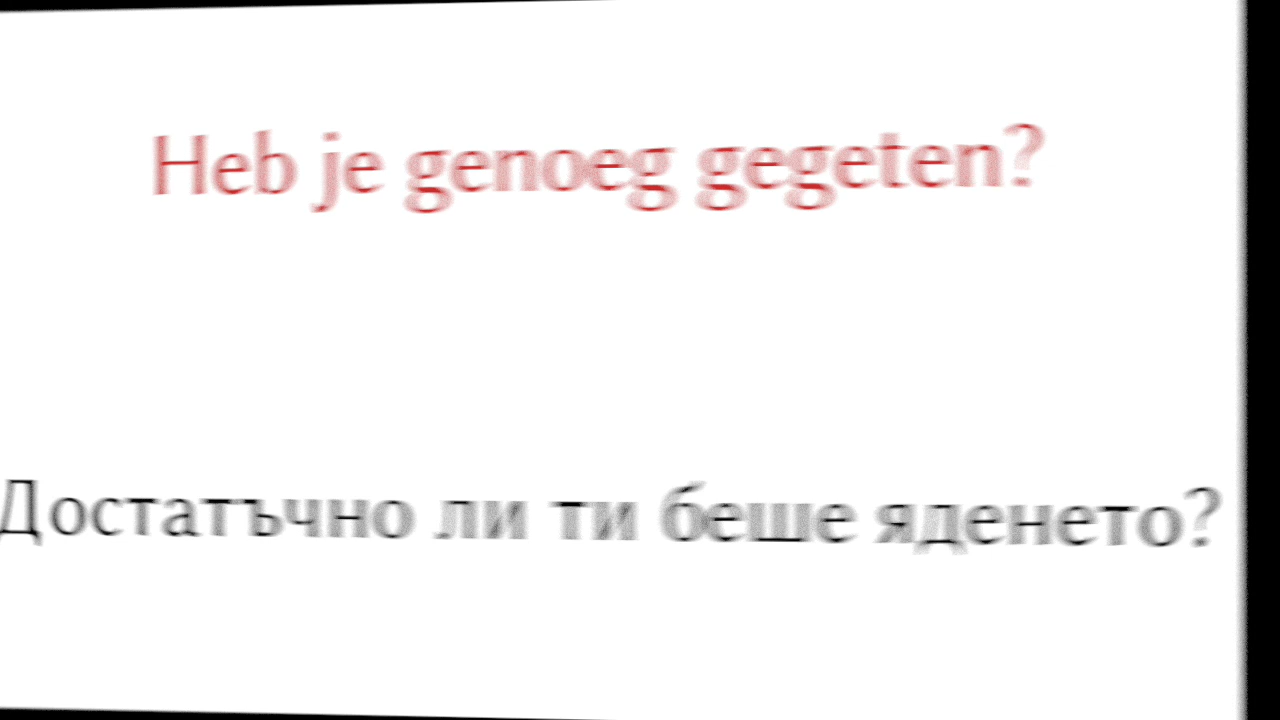 Heb je genoeg gegeten?
Достатъчно ли ти беше яденето?